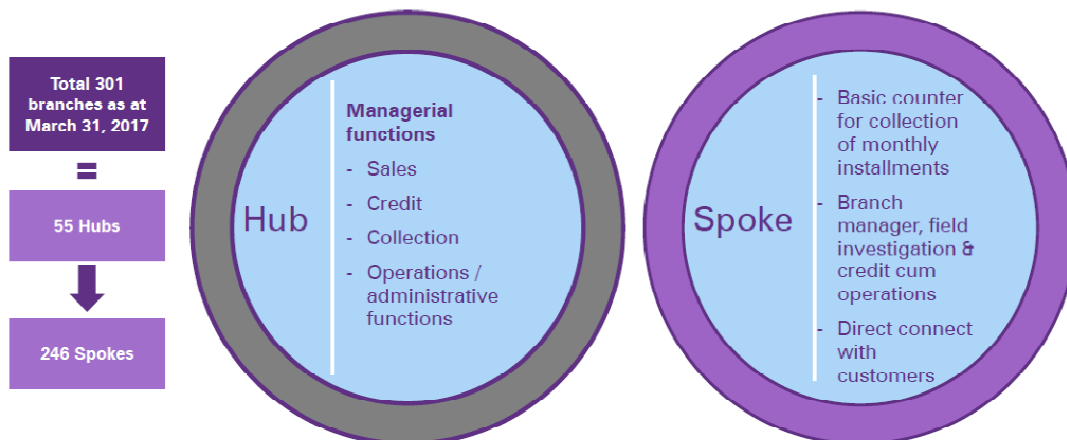 Total 301
branches as at
March 31, 2017
=
55 Hubs
246 Spokes
Hub
Managerial
functions
- Sales
- Credit
- Collection
- Operations /
administrative
functions
Spoke
- Basic counter
for collection
of monthly
installments
- Branch
manager, field
investigation &
credit cum
operations
- Direct connect
with
customers